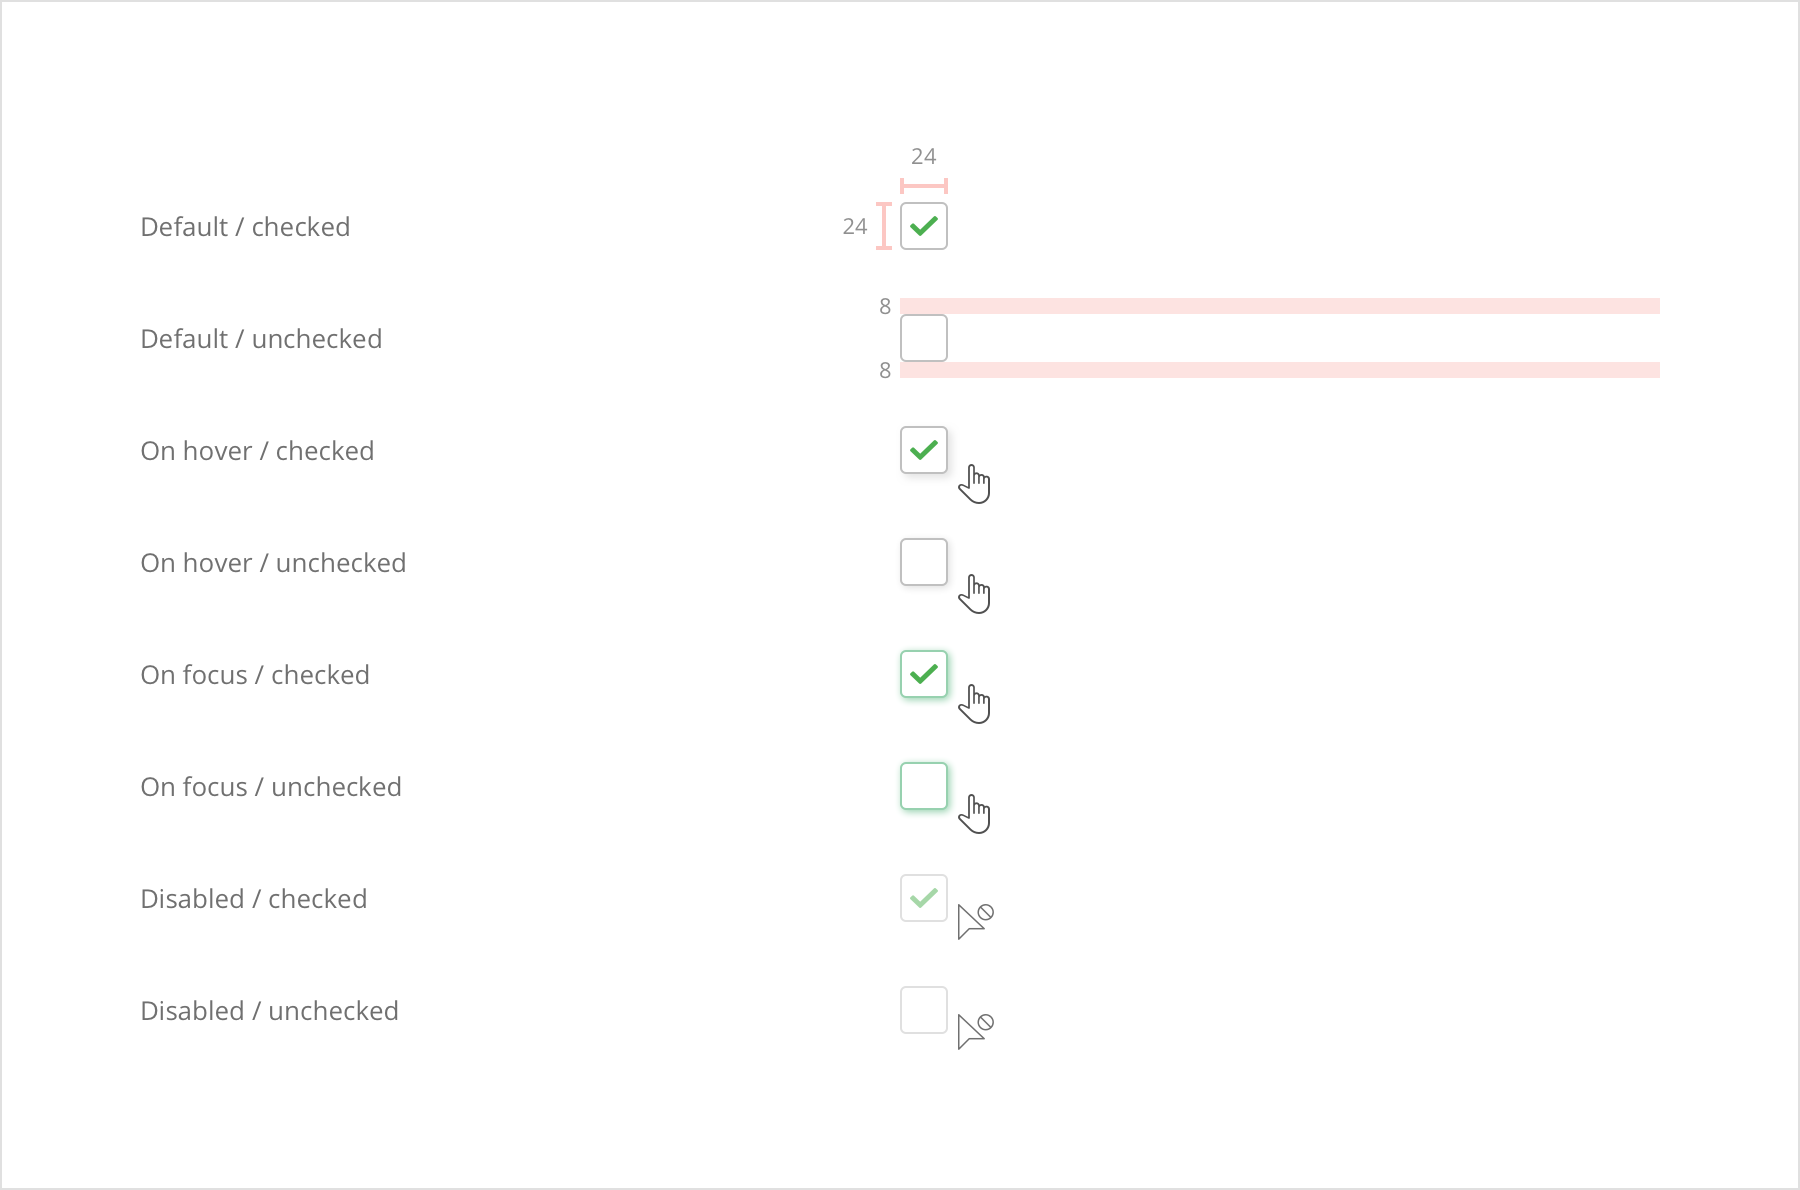 24
Default / checked
24
8
Default / unchecked
8
On hover / checked
On hover / unchecked
On focus / checked
On focus / unchecked
Disabled / checked
Disabled / unchecked